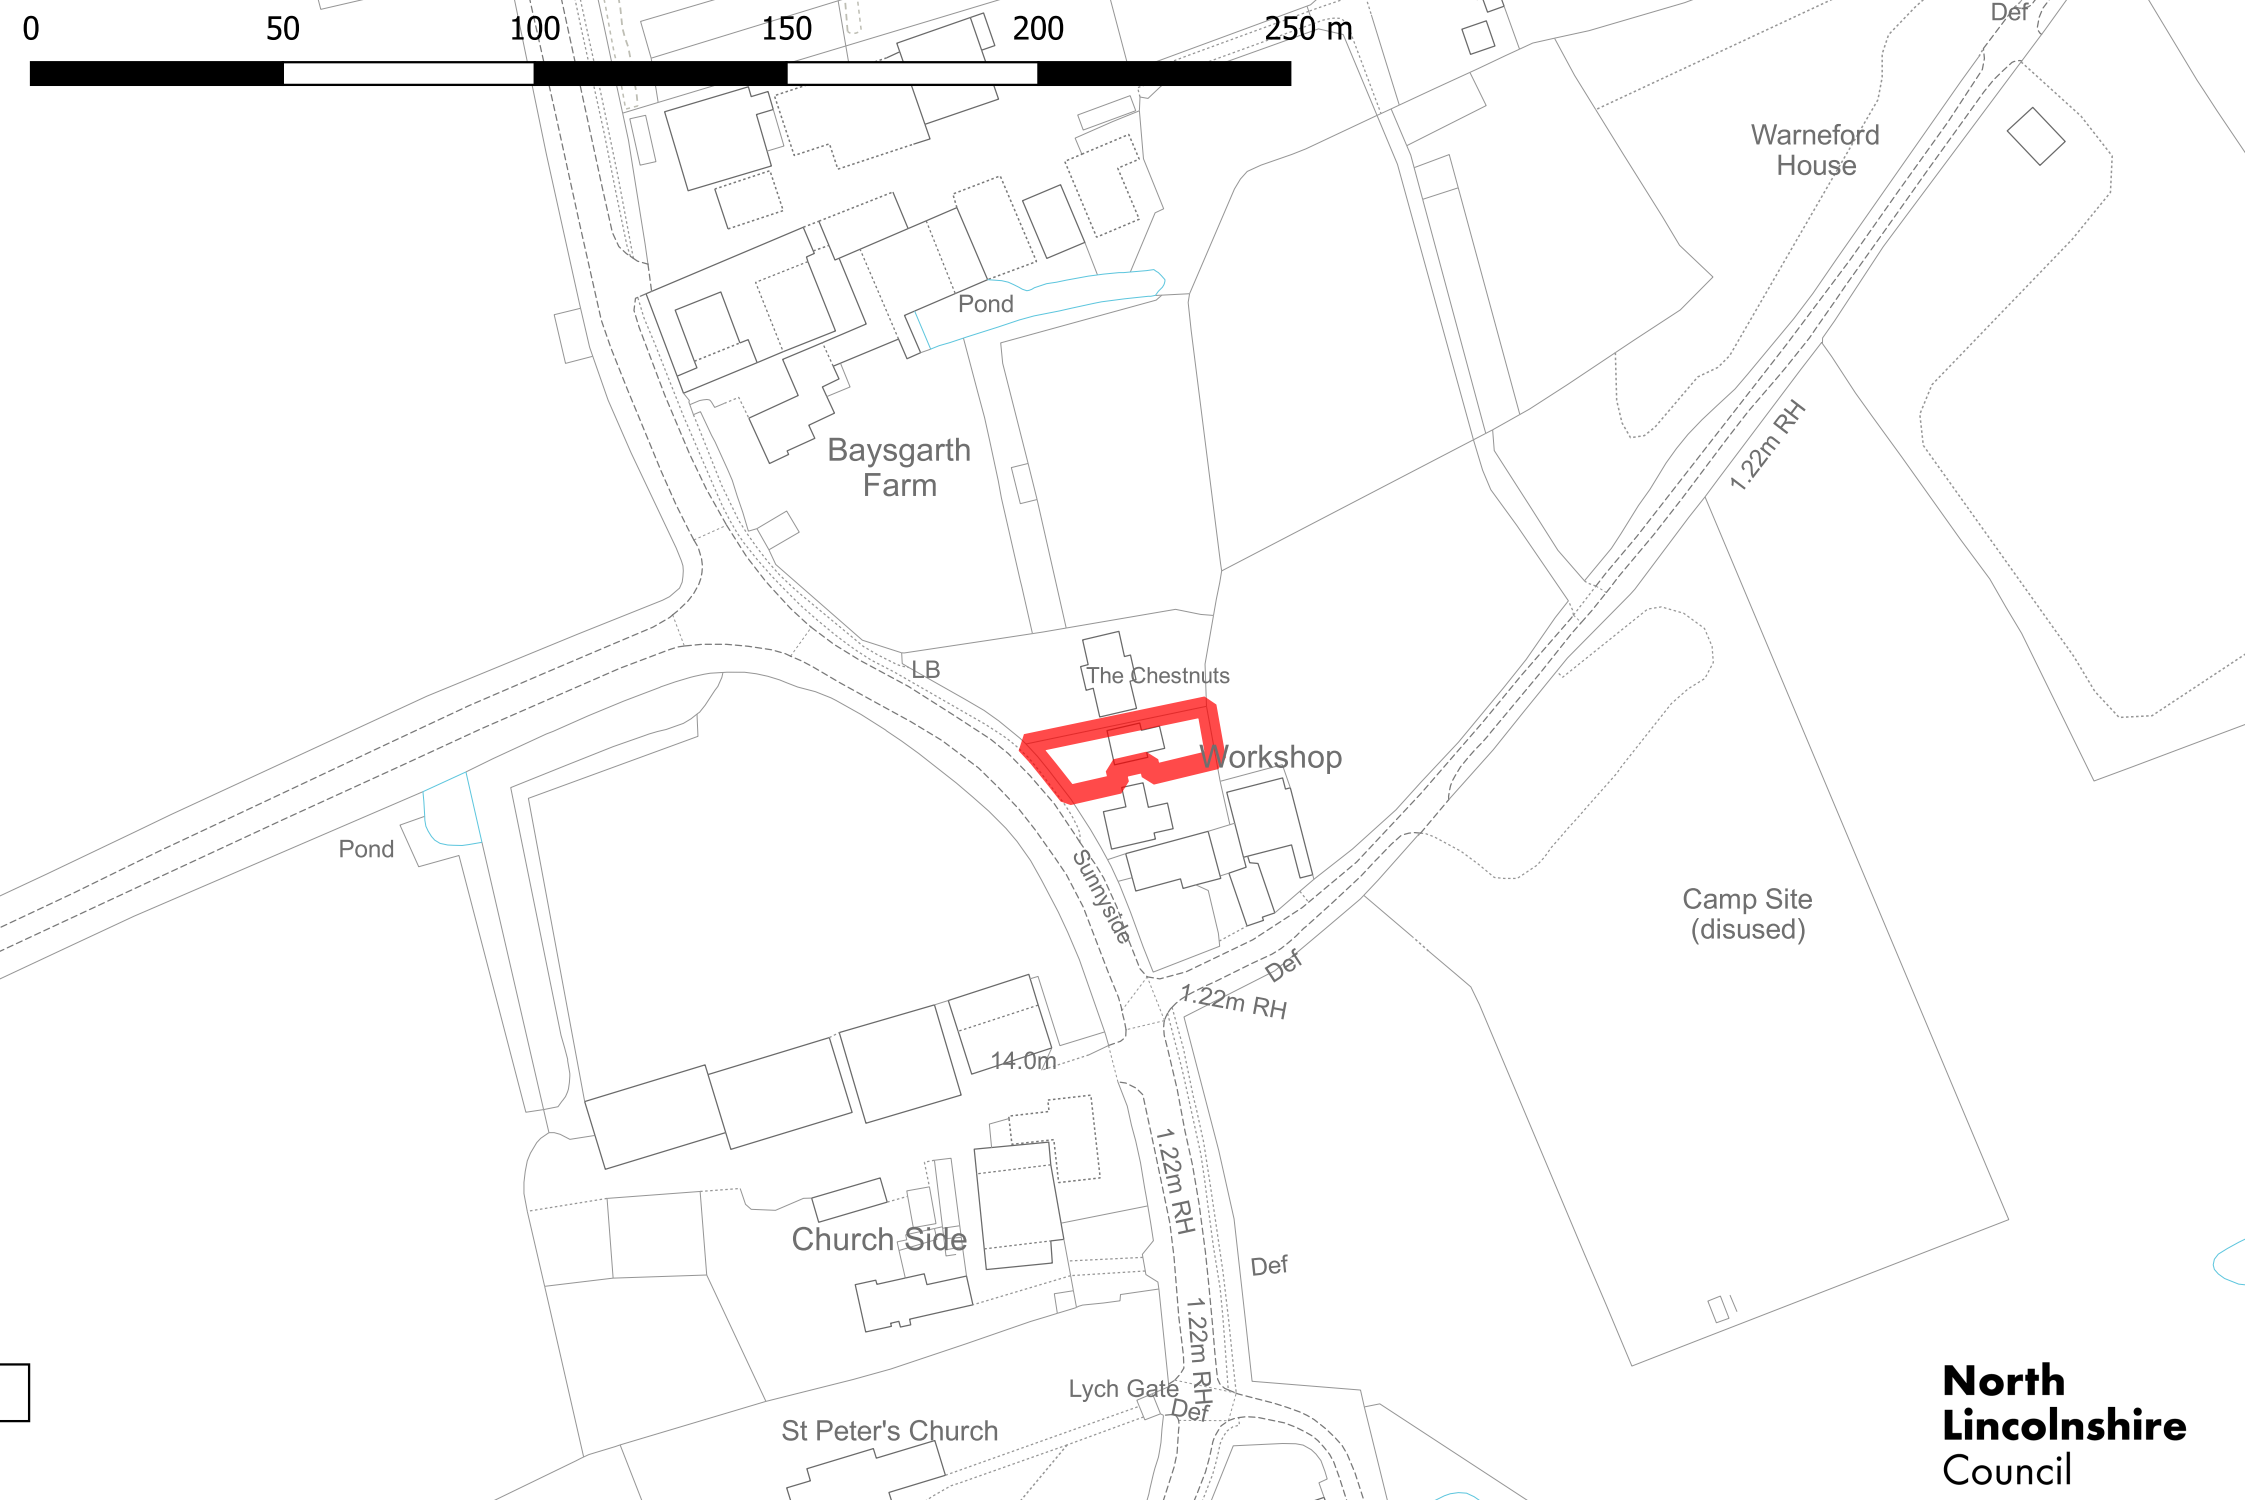 0 50 100 150 200 250 m
Def
Warneford
House
Pond
1.22m RH
Baysgarth
Farm
LB
The Chestnuts
Workshop
Pond
Sunnyside
Camp Site
(disused)
Def
1.22m RH
14.0m
1.22m RH
Church Side
Def
1.22m RH
Lych Gate
Def
St Peter's Church
North
Lincolnshire
Council